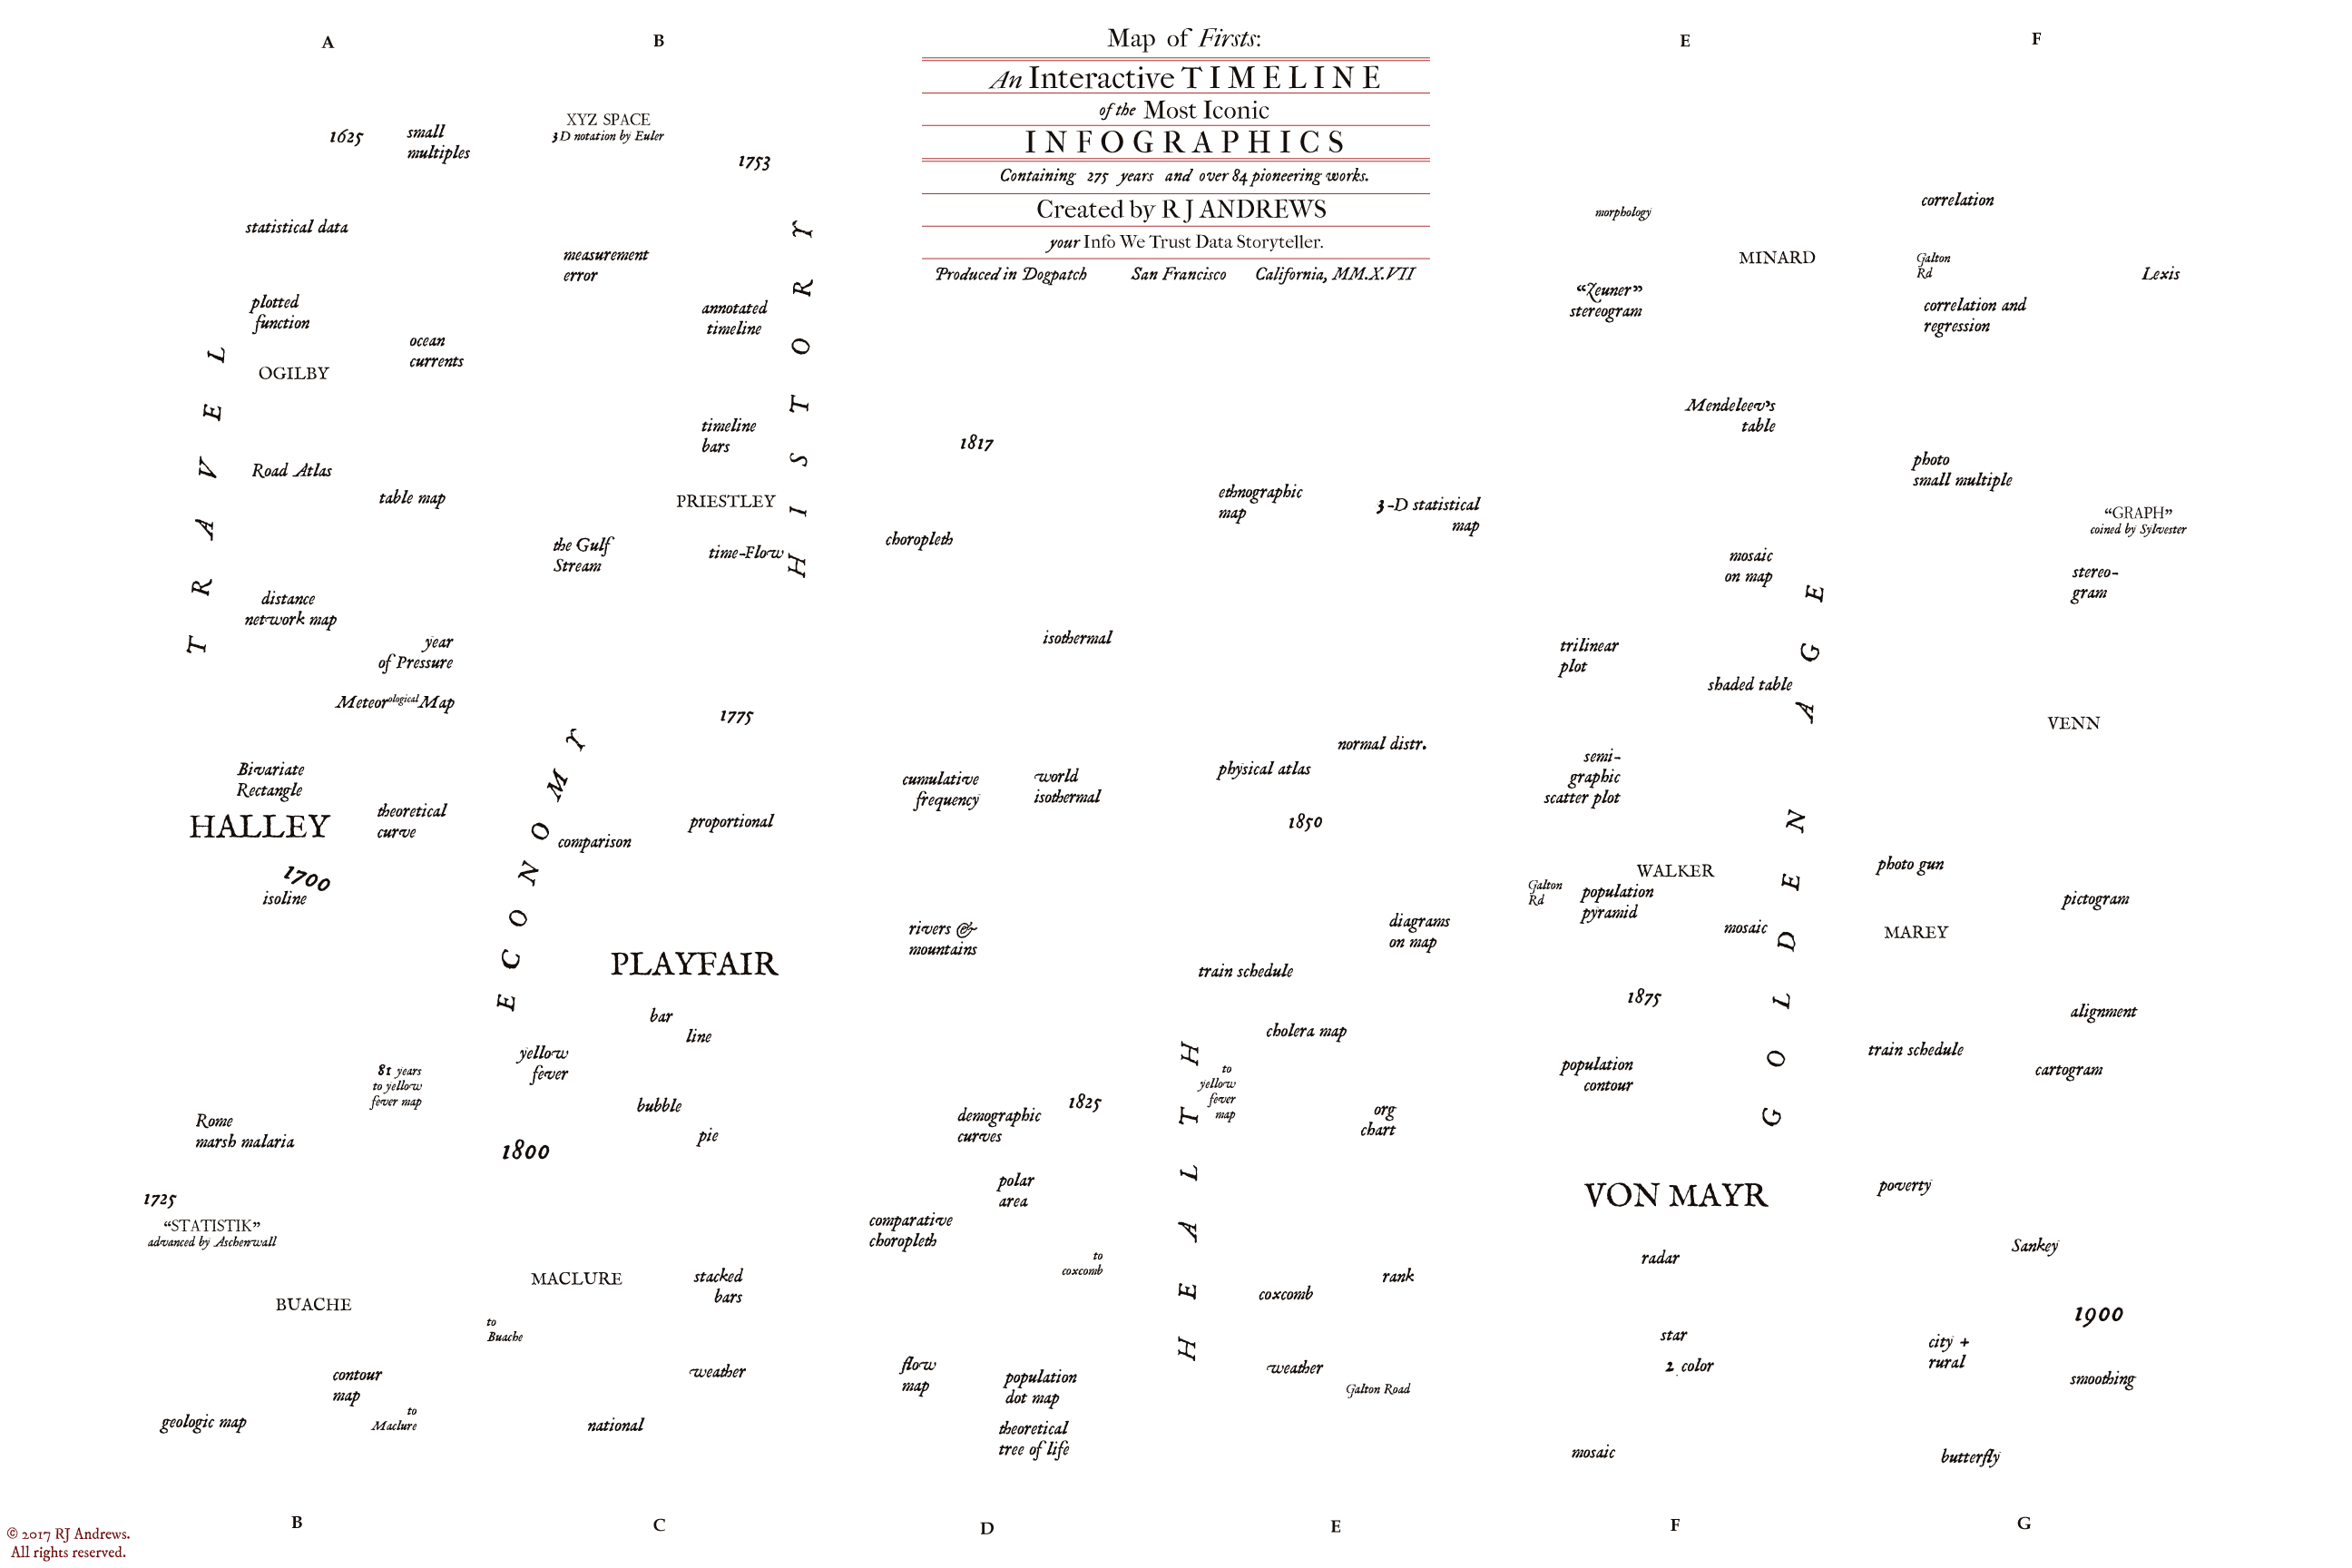 A
B
Map of Firsts:
An Interactive TIMELINE
of the Most Iconic
INFOGRAPHICS
Containing 275 years and over 84 pioneering works.
Created by RJ ANDREWS
your Info We Trust Data Storyteller.
Produced in Dogpatch San Francisco California, MM.X.VII
E
F
1625
small
multiples
statistical data
plotted
function
ocean
currents
OGILBY
TRAVEL
Road Atlas
table map
distance
network map
year
of Pressure
Meteorological Map
Bivariate
Rectangle
HALLEY
theoretical
curve
1700
isoline
81 years
to yellow
fever map
Rome
marsh malaria
1725
“STATISTIK”
advanced by Aschenwall
BUACHE
contour
map
to
Maclure
geologic map
B
XYZ SPACE
3D notation by Euler
1753
measurement
error
annotated
timeline
HISTORY
timeline
bars
PRIESTLEY
the Gulf
Stream
time-Flow
1775
ECONOMY
comparison
proportional
PLAYFAIR
bar
line
yellow
fever
bubble
pie
1800
MACLURE
stacked
bars
to
Buache
weather
national
C
1817
choropleth
isothermal
cumulative
frequency
world
isothermal
rivers &
mountains
1825
demographic
curves
polar
area
comparative
choropleth
to
coxcomb
flow
map
population
dot map
theoretical
tree of life
D
ethnographic
map
3-D statistical
map
normal distr.
physical atlas
1850
diagrams
on map
train schedule
cholera map
HEALTH
to
yellow
fever
map
org
chart
rank
coxcomb
weather
Galton Road
E
morphology
MINARD
“Zeuner”
stereogram
Mendeleev's
table
mosaic
on map
trilinear
plot
shaded table
semi-
graphic
scatter plot
WALKER
Galton
Rd
population
pyramid
mosaic
1875
GOLDEN AGE
population
contour
VON MAYR
radar
star
2 color
mosaic
F
correlation
Galton
Rd
Lexis
correlation and
regression
photo
small multiple
“GRAPH”
coined by Sylvester
stereo-
gram
VENN
photo gun
pictogram
MAREY
alignment
train schedule
cartogram
poverty
Sankey
1900
city +
rural
smoothing
butterfly
G
© 2017 RJ Andrews.
All rights reserved.